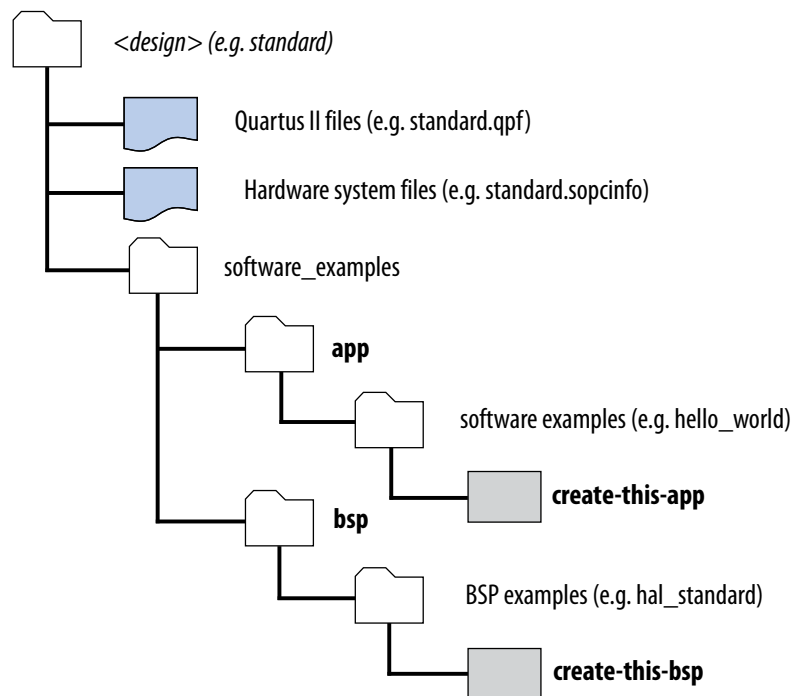 <design> (e.g. standard)
Quartus II files (e.g. standard.qpf)
Hardware system files (e.g. standard.sopcinfo)
software_examples
app
software examples (e.g. hello_world)
create-this-app
bsp
BSP examples (e.g. hal_standard)
create-this-bsp